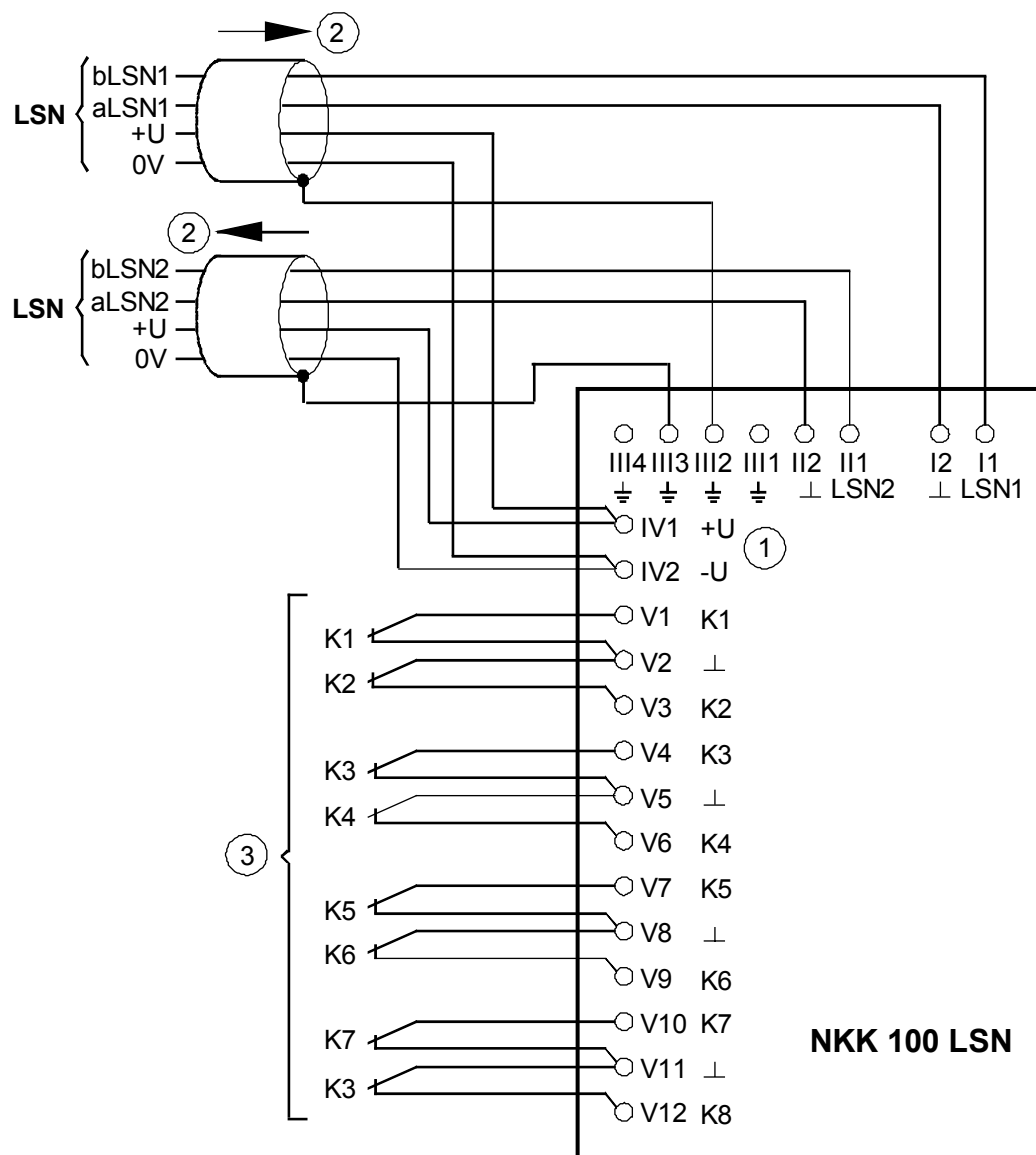 2
bLSN1
aLSN1
LSN
+U
0V
2
bLSN2
aLSN2
LSN
+U
0V
III4 III3 III2 III1 II2 II1 I2 I1
⏚ ⏚ ⏚ ⏚ ⊥ LSN2 ⊥ LSN1
IV1 +U
1
IV2 -U
V1 K1
K1
V2 ⊥
K2
V3 K2
V4 K3
K3
V5 ⊥
K4
V6 K4
3
V7 K5
K5
V8 ⊥
K6
V9 K6
V10 K7
K7
NKK 100 LSN
V11 ⊥
K3
V12 K8